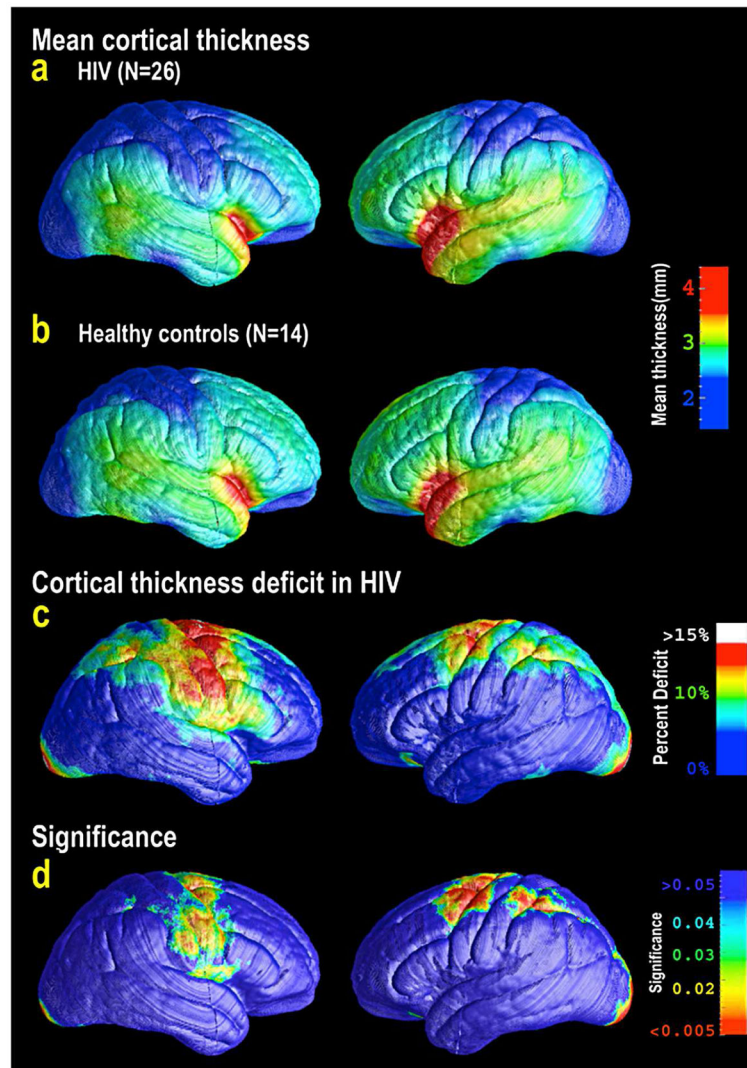 Mean cortical thickness
a HIV (N=26)
b Healthy controls (N=14)
4
3
2
Mean thickness(mm)
Cortical thickness deficit in HIV
c
>15%
10%
0%
Percent Deficit
Significance
d
>0.05
0.04
0.03
0.02
<0.005
Significance